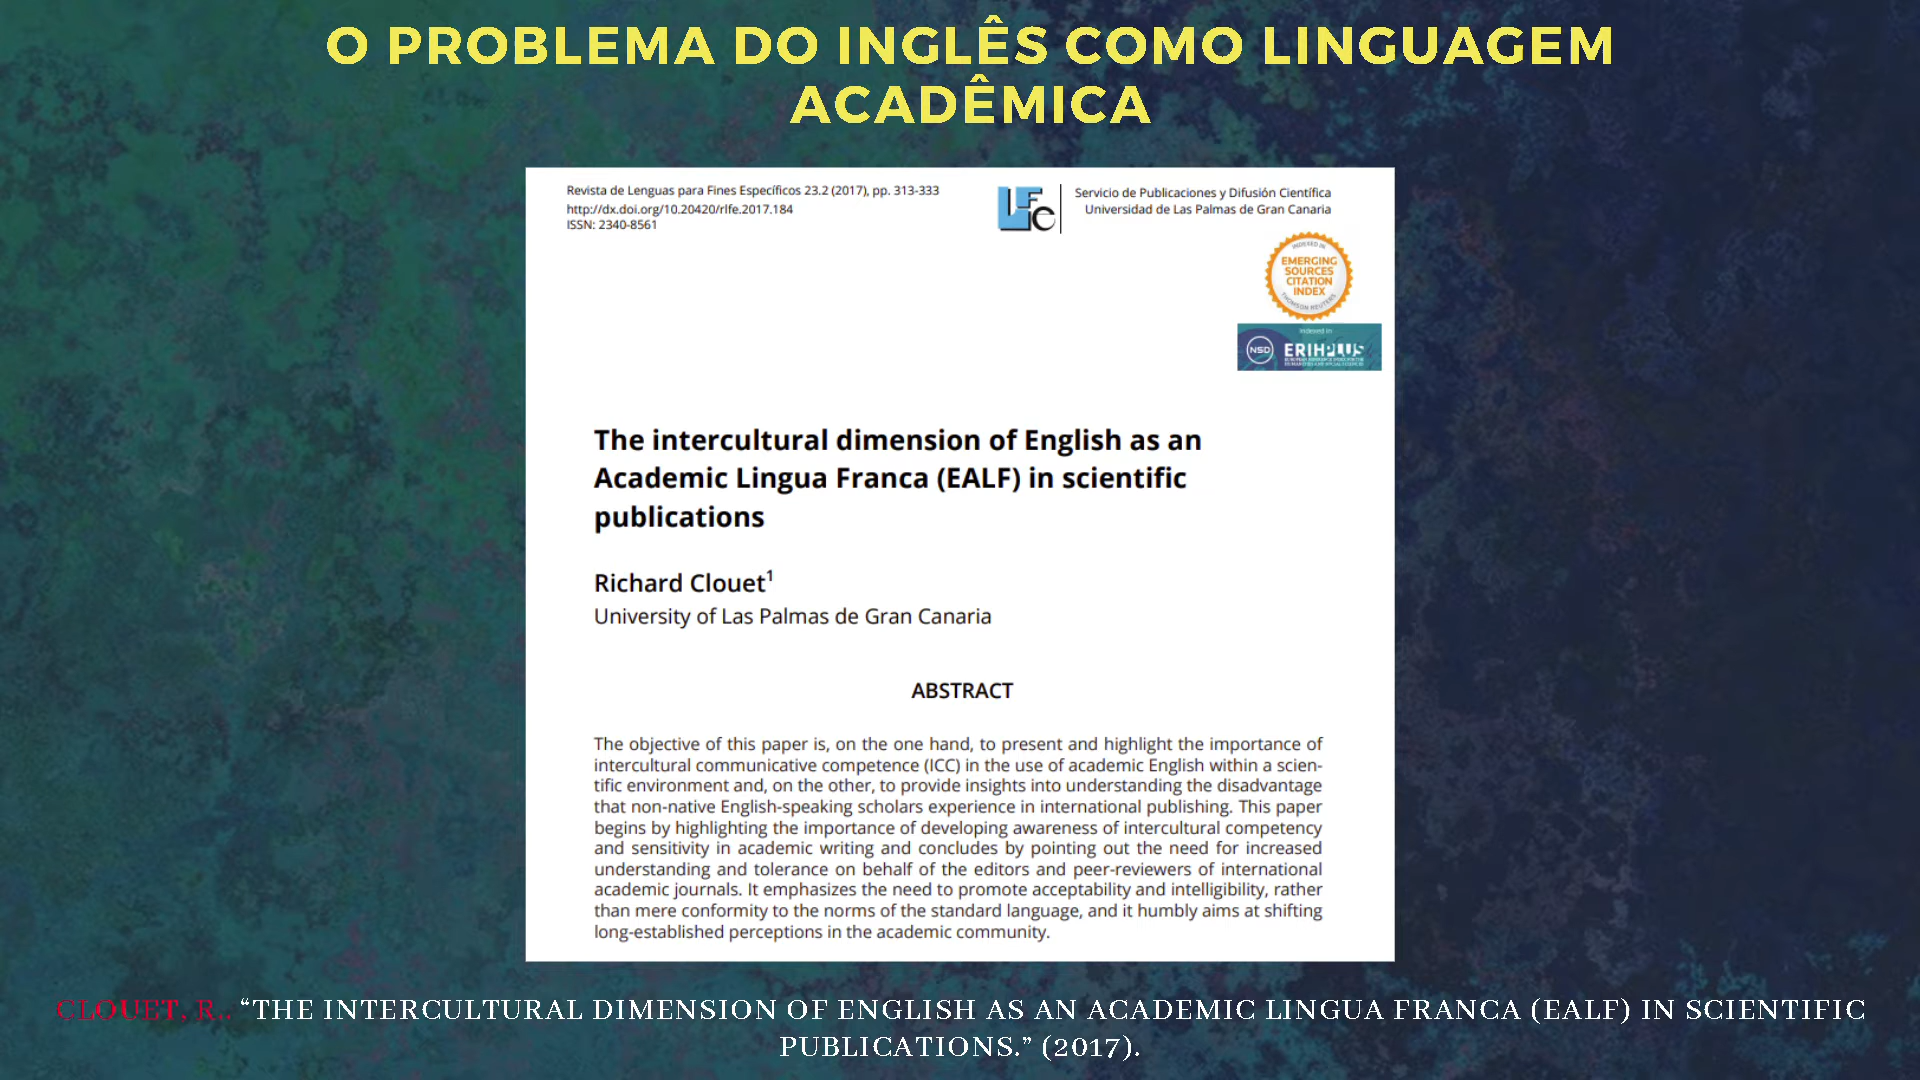 O PROBLEMA DO INGLÊS COMO LINGUAGEM
ACADÊMICA
Revista de Lenguas para Fines Específicos 23.2 (2017), pp. 313-333
http://dx.doi.org/10.20420/rlfe.2017.184
ISSN: 2340-8561
LFE
Servicio de Publicaciones y Difusión Científica
Universidad de Las Palmas de Gran Canaria
INDEXED IN
EMERGING
SOURCES
CITATION
INDEX
THOMSON REUTERS
Indexed in
NSD
ERIHPLUS
The intercultural dimension of English as an
Academic Lingua Franca (EALF) in scientific
publications
Richard Clouet¹
University of Las Palmas de Gran Canaria
ABSTRACT
The objective of this paper is, on the one hand, to present and highlight the importance of
intercultural communicative competence (ICC) in the use of academic English within a scien-
tific environment and, on the other, to provide insights into understanding the disadvantage
that non-native English-speaking scholars experience in international publishing. This paper
begins by highlighting the importance of developing awareness of intercultural competency
and sensitivity in academic writing and concludes by pointing out the need for increased
understanding and tolerance on behalf of the editors and peer-reviewers of international
academic journals. It emphasizes the need to promote acceptability and intelligibility, rather
than mere conformity to the norms of the standard language, and it humbly aims at shifting
long-established perceptions in the academic community.
CLOUET, R.. “THE INTERCULTURAL DIMENSION OF ENGLISH AS AN ACADEMIC LINGUA FRANCA (EALF) IN SCIENTIFIC
PUBLICATIONS.” (2017).